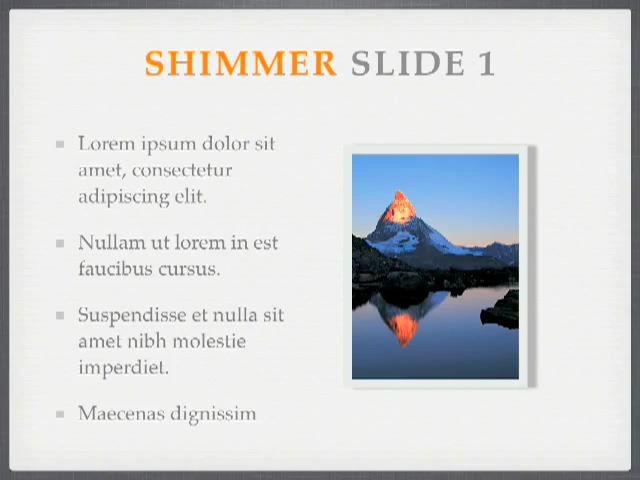 SHIMMER SLIDE 1
Lorem ipsum dolor sit
amet, consectetur
adipiscing elit.
Nullam ut lorem in est
faucibus cursus.
Suspendisse et nulla sit
amet nibh molestie
imperdiet.
Maecenas dignissim